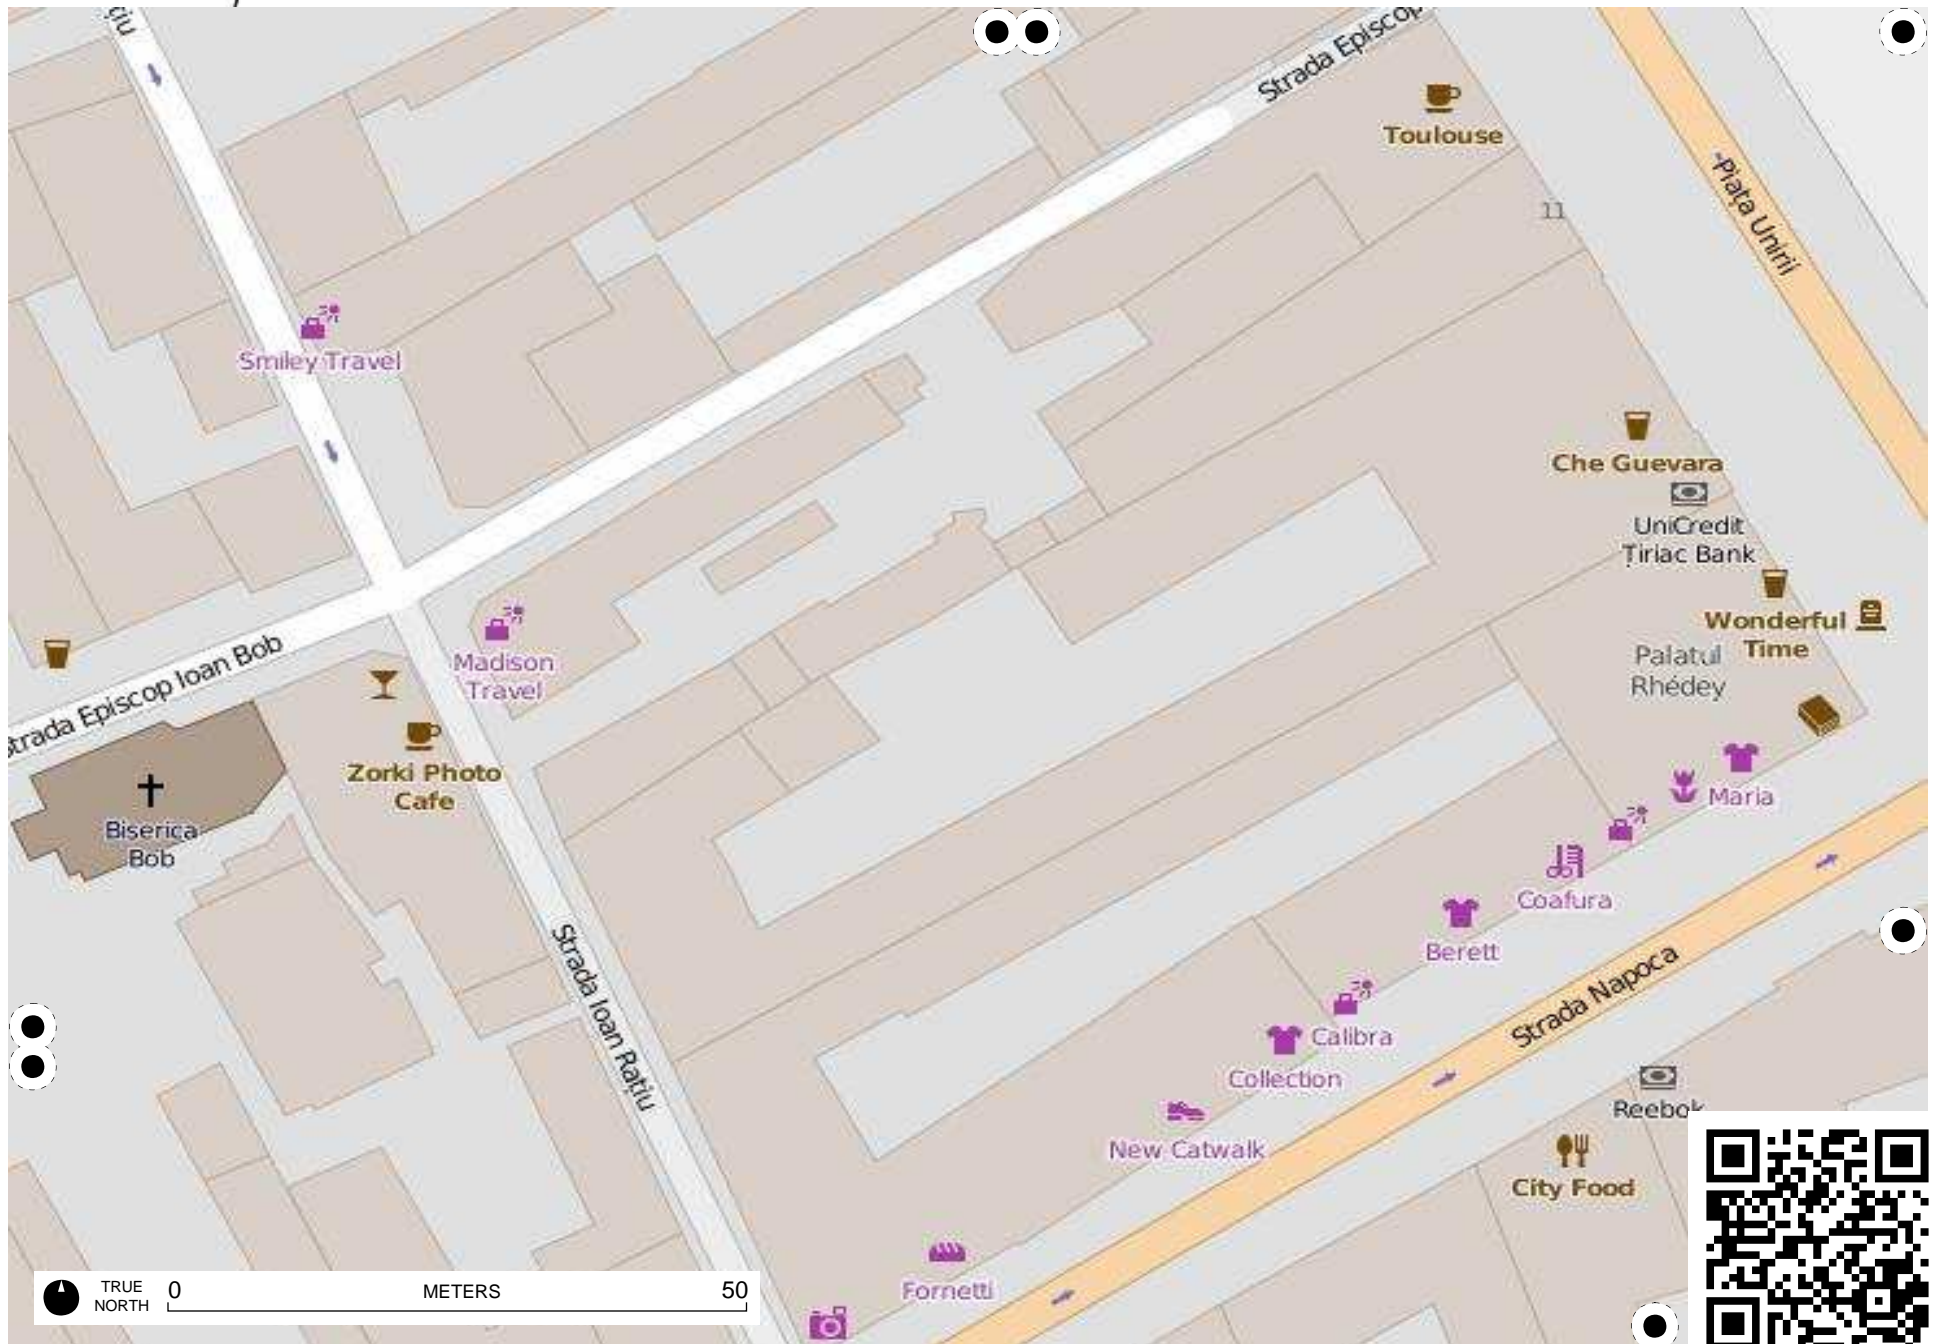 țiu
Strada Episcop
Toulouse
11
Piața Unirii
Smiley Travel
Che Guevara
UniCredit
Țiriac Bank
Wonderful
Time
Palatul
Rhédey
Strada Episcop Ioan Bob
Madison
Travel
Zorki Photo
Cafe
Biserica
Bob
Maria
Coafura
Berett
Strada Ioan Rațiu
Strada Napoca
Calibra
Collection
Reebok
New Catwalk
City Food
Fornetti
TRUE
NORTH
0 METERS 50